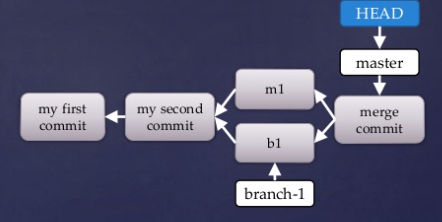 HEAD
master
my first
commit
my second
commit
m1
b1
merge
commit
branch-1